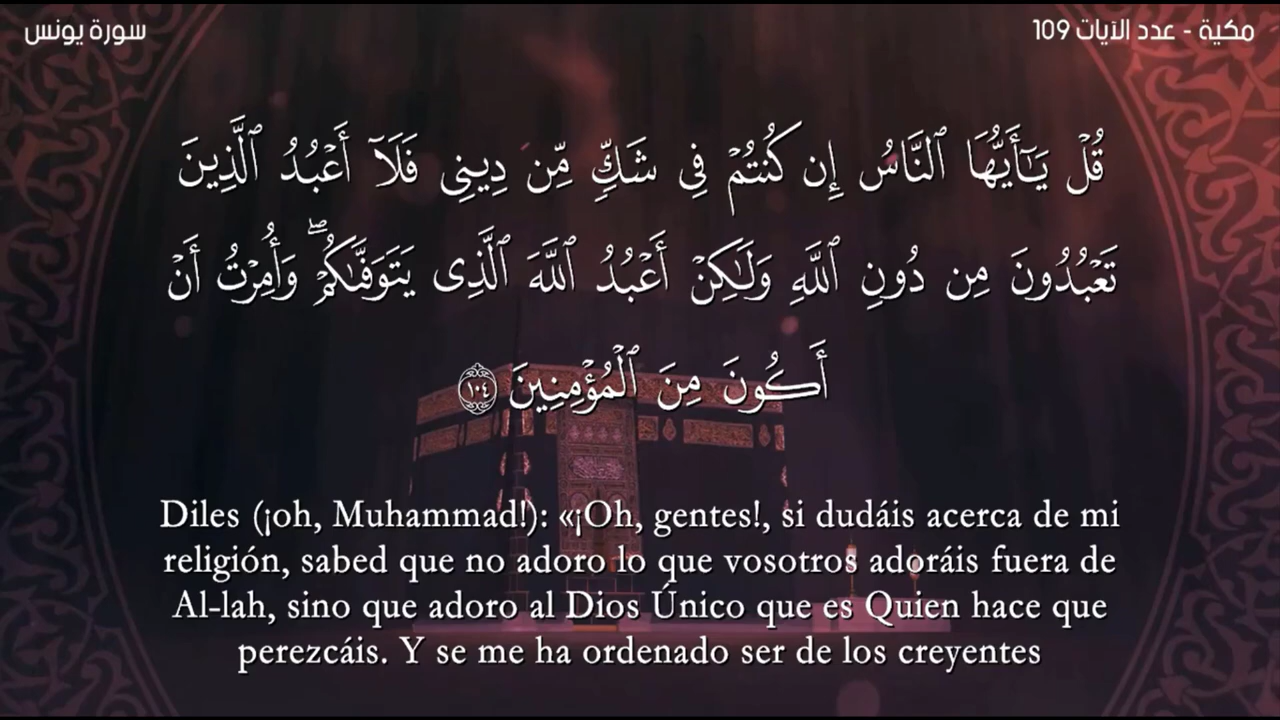 مكية - عدد الآيات 109
سورة يونس
قُلْ يَـٰٓأَيُّهَا ٱلنَّاسُ إِن كُنتُمْ فِى شَكٍّ مِّن دِينِى فَلَآ أَعْبُدُ ٱلَّذِينَ
تَعْبُدُونَ مِن دُونِ ٱللَّهِ وَلَـٰكِنْ أَعْبُدُ ٱللَّهَ ٱلَّذِى يَتَوَفَّىٰكُمْ ۖ وَأُمِرْتُ أَنْ
أَكُونَ مِنَ ٱلْمُؤْمِنِينَ ١٠٤
Diles (¡oh, Muhammad!): «¡Oh, gentes!, si dudáis acerca de mi
religión, sabed que no adoro lo que vosotros adoráis fuera de
Al-lah, sino que adoro al Dios Único que es Quien hace que
perezcáis. Y se me ha ordenado ser de los creyentes